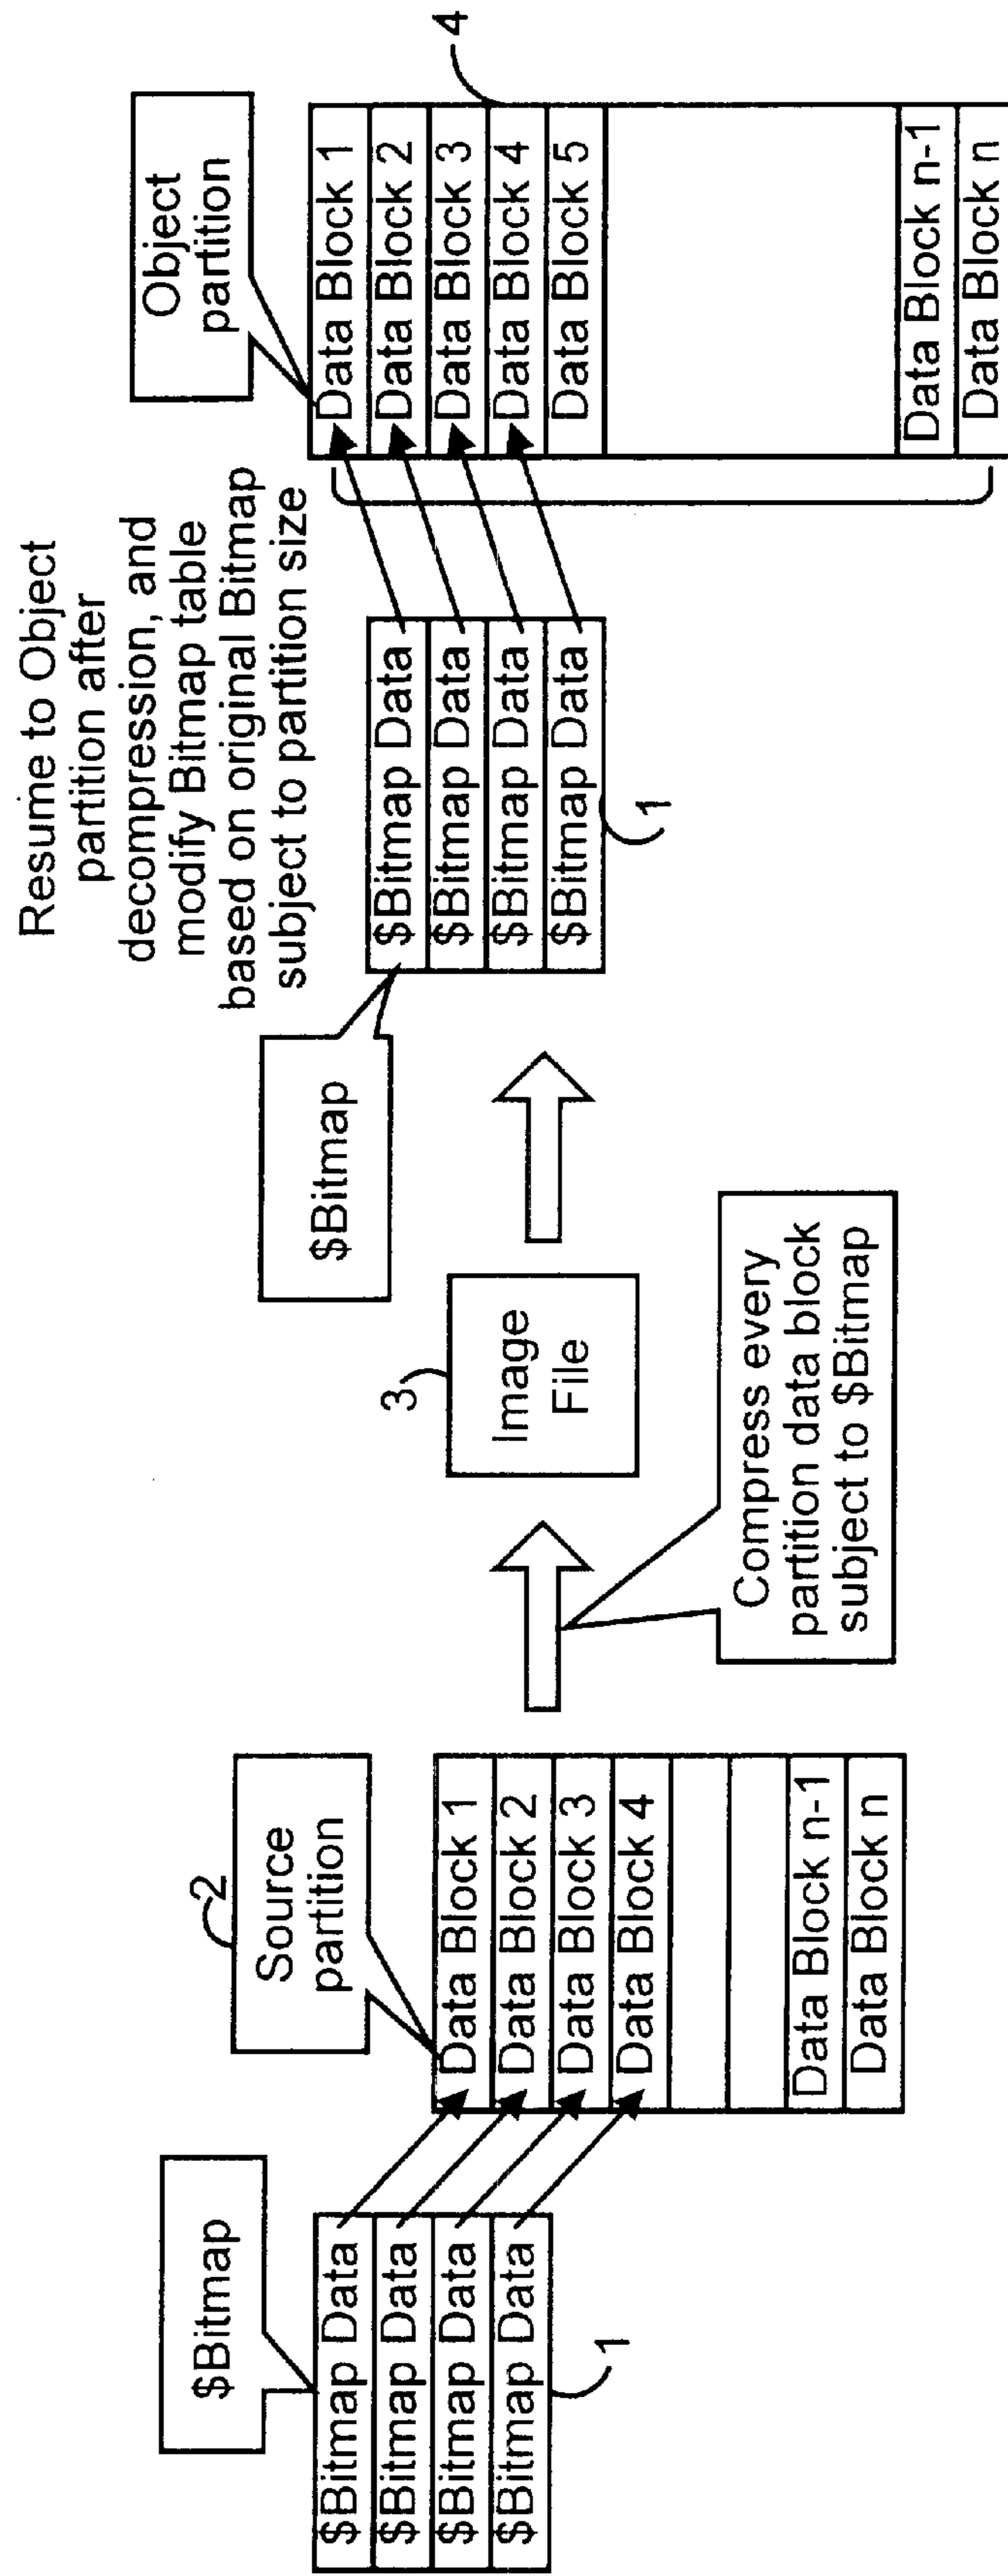 $Bitmap
$Bitmap Data
$Bitmap Data
$Bitmap Data
$Bitmap Data
1
2
Source
partition
Data Block 1
Data Block 2
Data Block 3
Data Block 4
Data Block n-1
Data Block n
Compress every
partition data block
subject to $Bitmap
3
Image
File
$Bitmap
$Bitmap Data
$Bitmap Data
$Bitmap Data
$Bitmap Data
1
Resume to Object
partition after
decompression, and
modify Bitmap table
based on original Bitmap
subject to partition size
Object
partition
4
Data Block 1
Data Block 2
Data Block 3
Data Block 4
Data Block 5
Data Block n-1
Data Block n